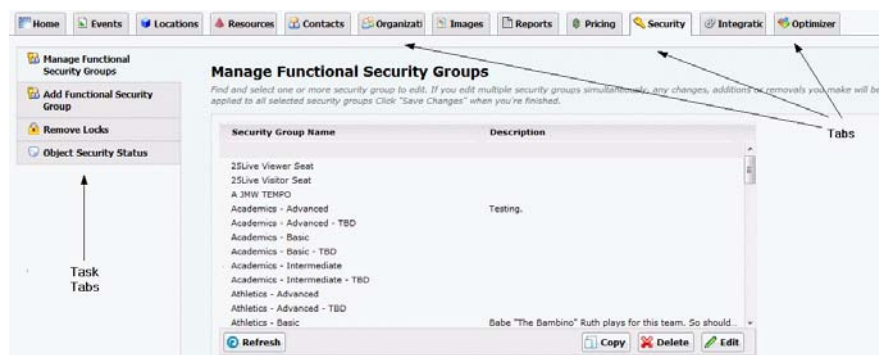 Home Events Locations Resources Contacts Organizati Images Reports Pricing Security Integratic Optimizer
Manage Functional
Security Groups
Add Functional Security
Group
Remove Locks
Object Security Status
Task
Tabs
Manage Functional Security Groups
Find and select one or more security group to edit. If you edit multiple security groups simultaneously, any changes, additions or removals you make will be
applied to all selected security groups Click "Save Changes" when you're finished.
Tabs
Security Group Name Description
25Live Viewer Seat
25Live Visitor Seat
A JMW TEMPO
Academics - Advanced Testing.
Academics - Advanced - TBD
Academics - Basic
Academics - Basic - TBD
Academics - Intermediate
Academics - Intermediate - TBD
Athletics - Advanced
Athletics - Advanced - TBD
Athletics - Basic Babe "The Bambino" Ruth plays for this team. So should...
Refresh Copy Delete Edit